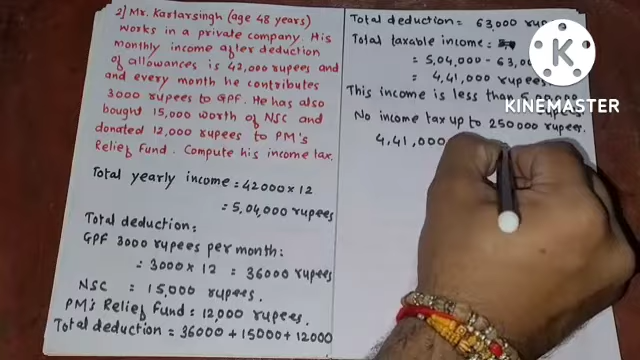 2] Mr. Kartarsingh (age 48 years)
works in a private company. His
monthly income after deduction
of allowances is 42,000 rupees and
and every month he contributes
3000 rupees to GPF. He has also
bought 15,000 worth of NSC and
donated 12,000 rupees to PM's
Relief Fund. Compute his income tax.
Total yearly income = 42000 x 12
= 5,04,000 rupees
Total deduction:
GPF 3000 rupees per month:
= 3000 x 12 = 36000 rupees
NSC = 15,000 rupees.
PM's Relief Fund = 12,000 rupees.
Total deduction = 36000 + 15000 + 12000
Total deduction = 63,000
Total taxable income =
= 5,04,000 - 63,00
= 4,41,000 rupees
This income is less than 5 rupees.
No income tax up to 250000 rupees.
4,41,000
K
KINEMASTER